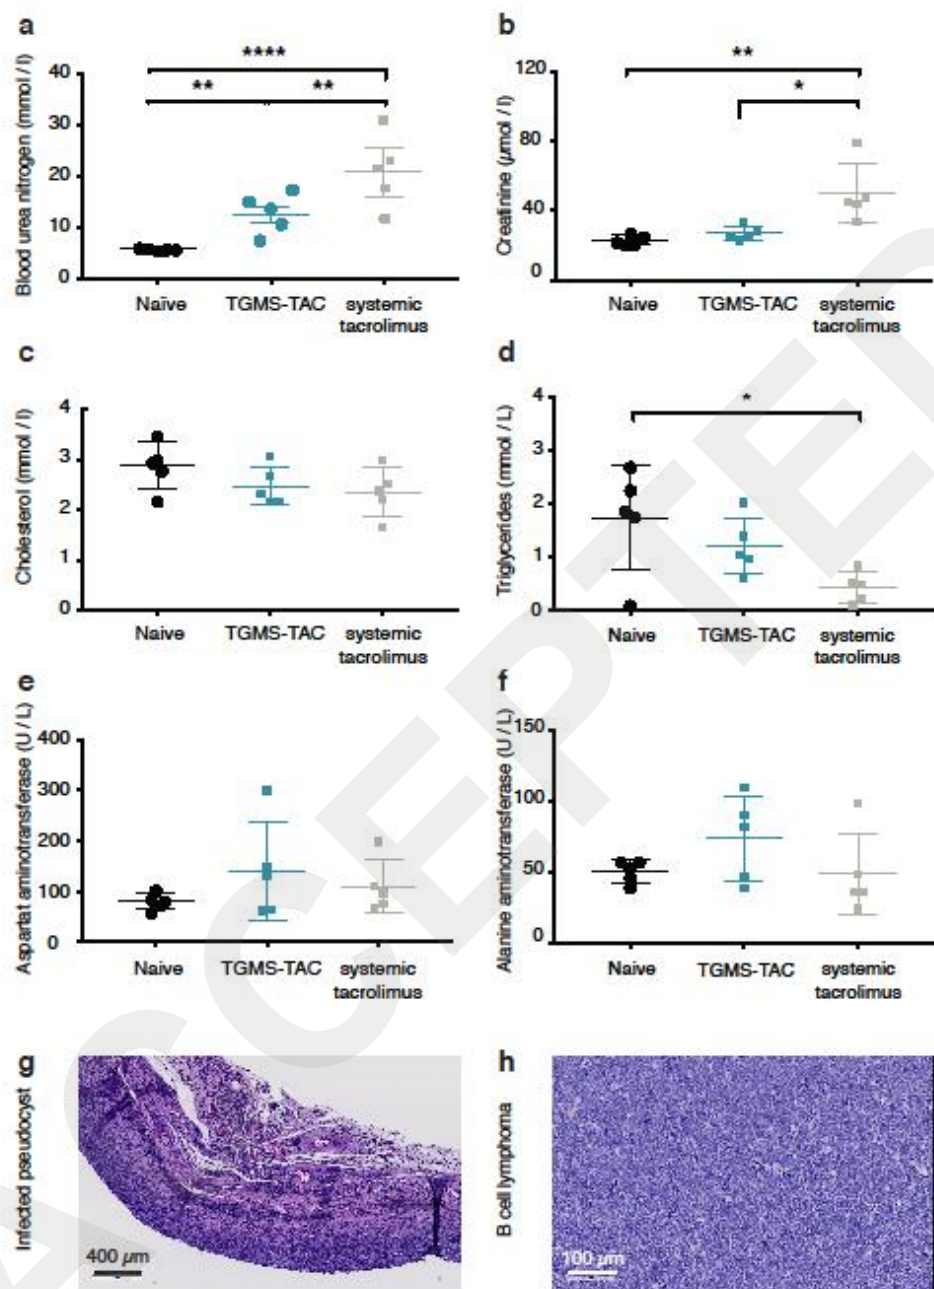 a
****
**
**
Blood urea nitrogen (mmol / l)
40
30
20
10
0
Naïve
TGMS-TAC
systemic
tacrolimus
b
**
*
Creatinine (µmol / l)
120
80
40
0
Naïve
TGMS-TAC
systemic
tacrolimus
c
Cholesterol (mmol / l)
4
3
2
1
0
Naive
TGMS-TAC
systemic
tacrolimus
d
*
Triglycerides (mmol / L)
4
3
2
1
0
Naive
TGMS-TAC
systemic
tacrolimus
e
Aspartat aminotransferase (U / L)
400
300
200
100
0
Naive
TGMS-TAC
systemic
tacrolimus
f
Alanine aminotransferase (U / L)
150
100
50
0
Naive
TGMS-TAC
systemic
tacrolimus
g
Infected pseudocyst
400 µm
h
B cell lymphoma
100 µm
ACCEPTED